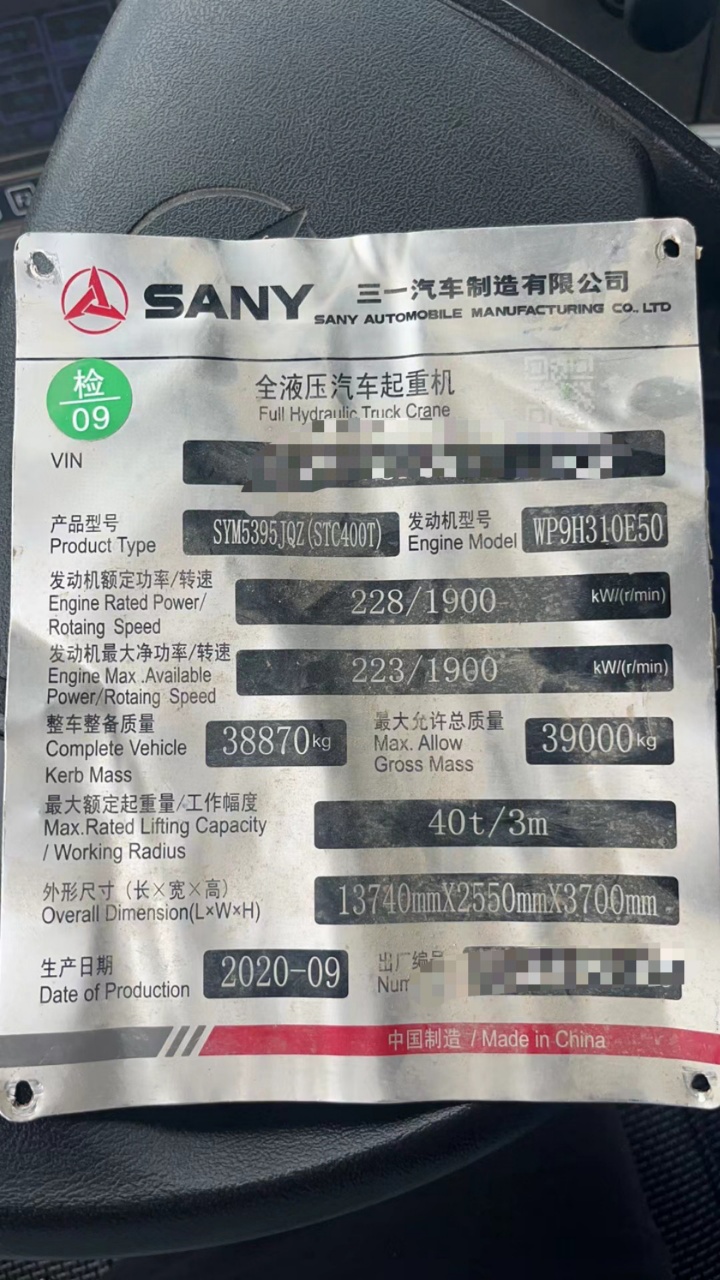 SANY 三一汽车制造有限公司
SANY AUTOMOBILE MANUFACTURING CO., LTD
检
09
全液压汽车起重机
Full Hydraulic Truck Crane
VIN
产品型号
Product Type
SYM5395JQZ(STC400T)
发动机型号
Engine Model
WP9H310E50
发动机额定功率/转速
Engine Rated Power/
Rotaing Speed
228/1900 kW/(r/min)
发动机最大净功率/转速
Engine Max .Available
Power/Rotaing Speed
223/1900 kW/(r/min)
整车整备质量
Complete Vehicle
Kerb Mass
38870kg
最大允许总质量
Max. Allow
Gross Mass
39000kg
最大额定起重量/工作幅度
Max.Rated Lifting Capacity
/ Working Radius
40t/3m
外形尺寸（长×宽×高）
Overall Dimension(L×W×H)
13740mmX2550mmX3700mm
生产日期
Date of Production
2020-09
出厂编号
中国制造 / Made in China